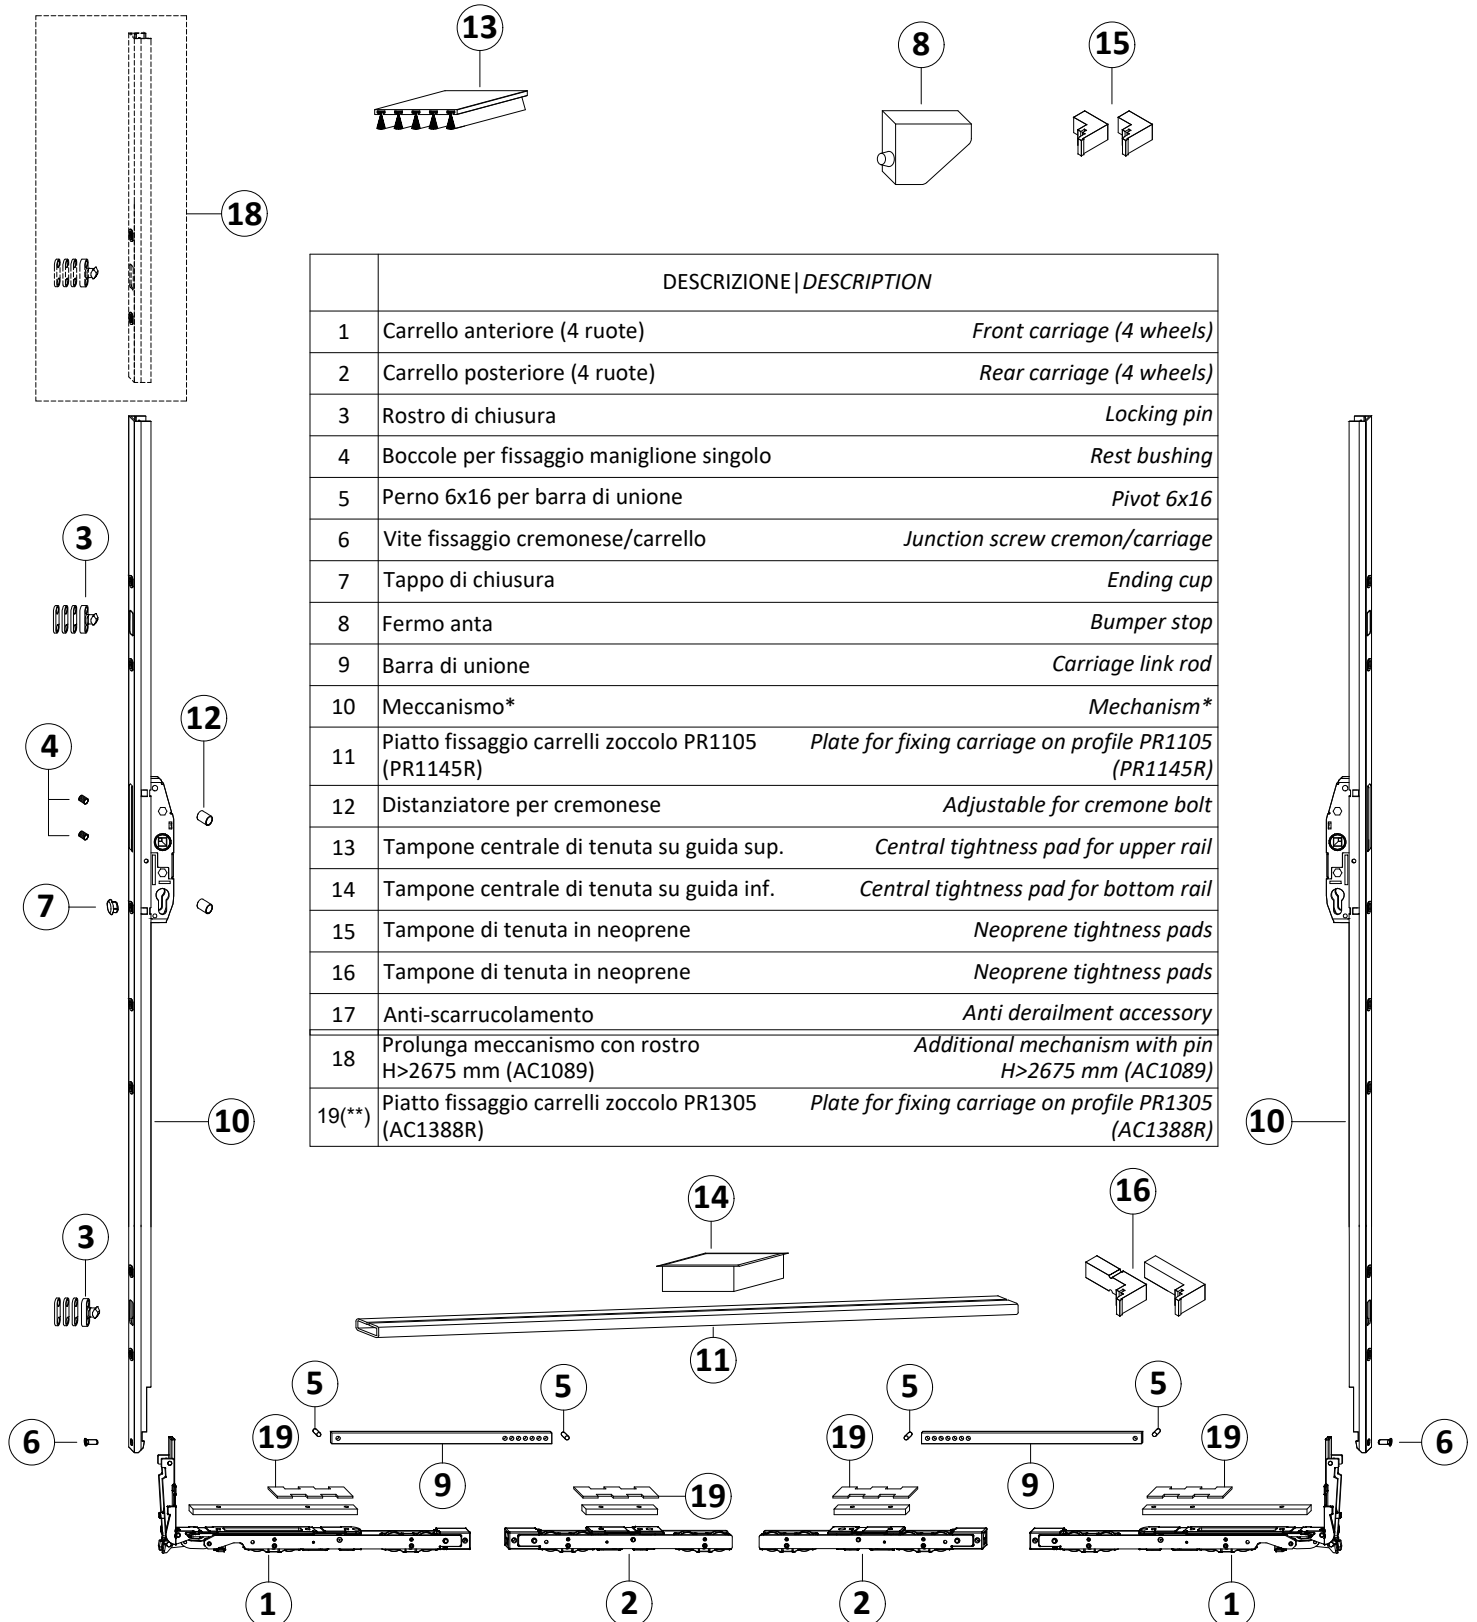 13
8
15
18
DESCRIZIONE|DESCRIPTION
1 Carrello anteriore (4 ruote) Front carriage (4 wheels)
2 Carrello posteriore (4 ruote) Rear carriage (4 wheels)
3 Rostro di chiusura Locking pin
4 Boccole per fissaggio maniglione singolo Rest bushing
5 Perno 6x16 per barra di unione Pivot 6x16
6 Vite fissaggio cremonese/carrello Junction screw cremon/carriage
7 Tappo di chiusura Ending cup
8 Fermo anta Bumper stop
9 Barra di unione Carriage link rod
10 Meccanismo* Mechanism*
11 Piatto fissaggio carrelli zoccolo PR1105 Plate for fixing carriage on profile PR1105
(PR1145R) (PR1145R)
12 Distanziatore per cremonese Adjustable for cremone bolt
13 Tampone centrale di tenuta su guida sup. Central tightness pad for upper rail
14 Tampone centrale di tenuta su guida inf. Central tightness pad for bottom rail
15 Tampone di tenuta in neoprene Neoprene tightness pads
16 Tampone di tenuta in neoprene Neoprene tightness pads
17 Anti-scarrucolamento Anti derailment accessory
18 Prolunga meccanismo con rostro Additional mechanism with pin
H>2675 mm (AC1089) H>2675 mm (AC1089)
19(**) Piatto fissaggio carrelli zoccolo PR1305 Plate for fixing carriage on profile PR1305
(AC1388R) (AC1388R)
3
12
4
7
10
10
14
16
3
11
5
5
5
5
6
19
19
19
6
9
19
9
1
2
2
1